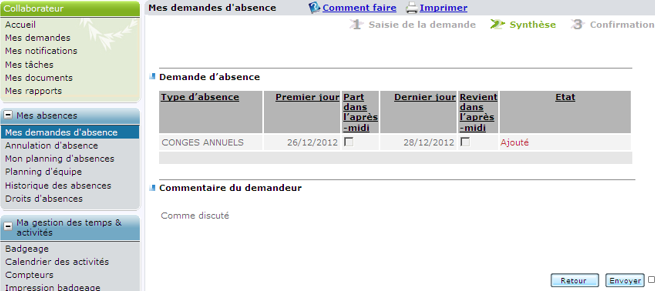 Collaborateur
Accueil
Mes demandes
Mes notifications
Mes tâches
Mes documents
Mes rapports
Mes absences
Mes demandes d'absence
Annulation d'absence
Mon planning d'absences
Planning d'équipe
Historique des absences
Droits d'absences
Ma gestion des temps &
activités
Badgeage
Calendrier des activités
Compteurs
Impression badgeage
Mes demandes d'absence Comment faire Imprimer
1 Saisie de la demande 2 Synthèse 3 Confirmation
Demande d'absence
Type d'absence Premier jour Part dans l'après -midi Dernier jour Revient dans l'après -midi Etat
CONGES ANNUELS 26/12/2012 28/12/2012 Ajouté
Commentaire du demandeur
Comme discuté
Retour Envoyer